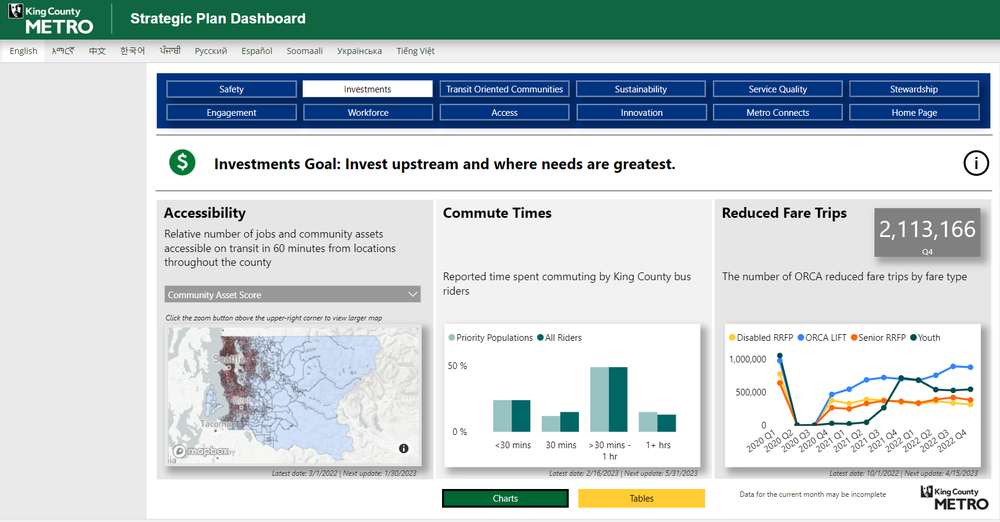 King County
METRO
Strategic Plan Dashboard
English አማርኛ 中文 한국어 ਪੰਜਾਬੀ Русский Español Soomaali Українська Tiếng Việt
Safety Investments Transit Oriented Communities Sustainability Service Quality Stewardship
Engagement Workforce Access Innovation Metro Connects Home Page
$ Investments Goal: Invest upstream and where needs are greatest. i
Accessibility
Relative number of jobs and community assets
accessible on transit in 60 minutes from locations
throughout the county
Community Asset Score
Click the zoom button above the upper-right corner to view larger map
Seattle
Tacoma
mapbox
i
Latest date: 3/1/2022 | Next update: 1/30/2023
Commute Times
Reported time spent commuting by King County bus
riders
Priority Populations All Riders
50 %
0 %
<30 mins 30 mins >30 mins - 1+ hrs
1 hr
Latest date: 2/16/2023 | Next update: 5/31/2023
Reduced Fare Trips
2,113,166
Q4
The number of ORCA reduced fare trips by fare type
Disabled RRFP ORCA LIFT Senior RRFP Youth
1,000,000
500,000
0
2020 Q1 2020 Q2 2020 Q3 2020 Q4 2021 Q1 2021 Q2 2021 Q3 2021 Q4 2022 Q1 2022 Q2 2022 Q3 2022 Q4
Latest date: 10/1/2022 | Next update: 4/15/2023
Charts Tables
Data for the current month may be incomplete
King County
METRO